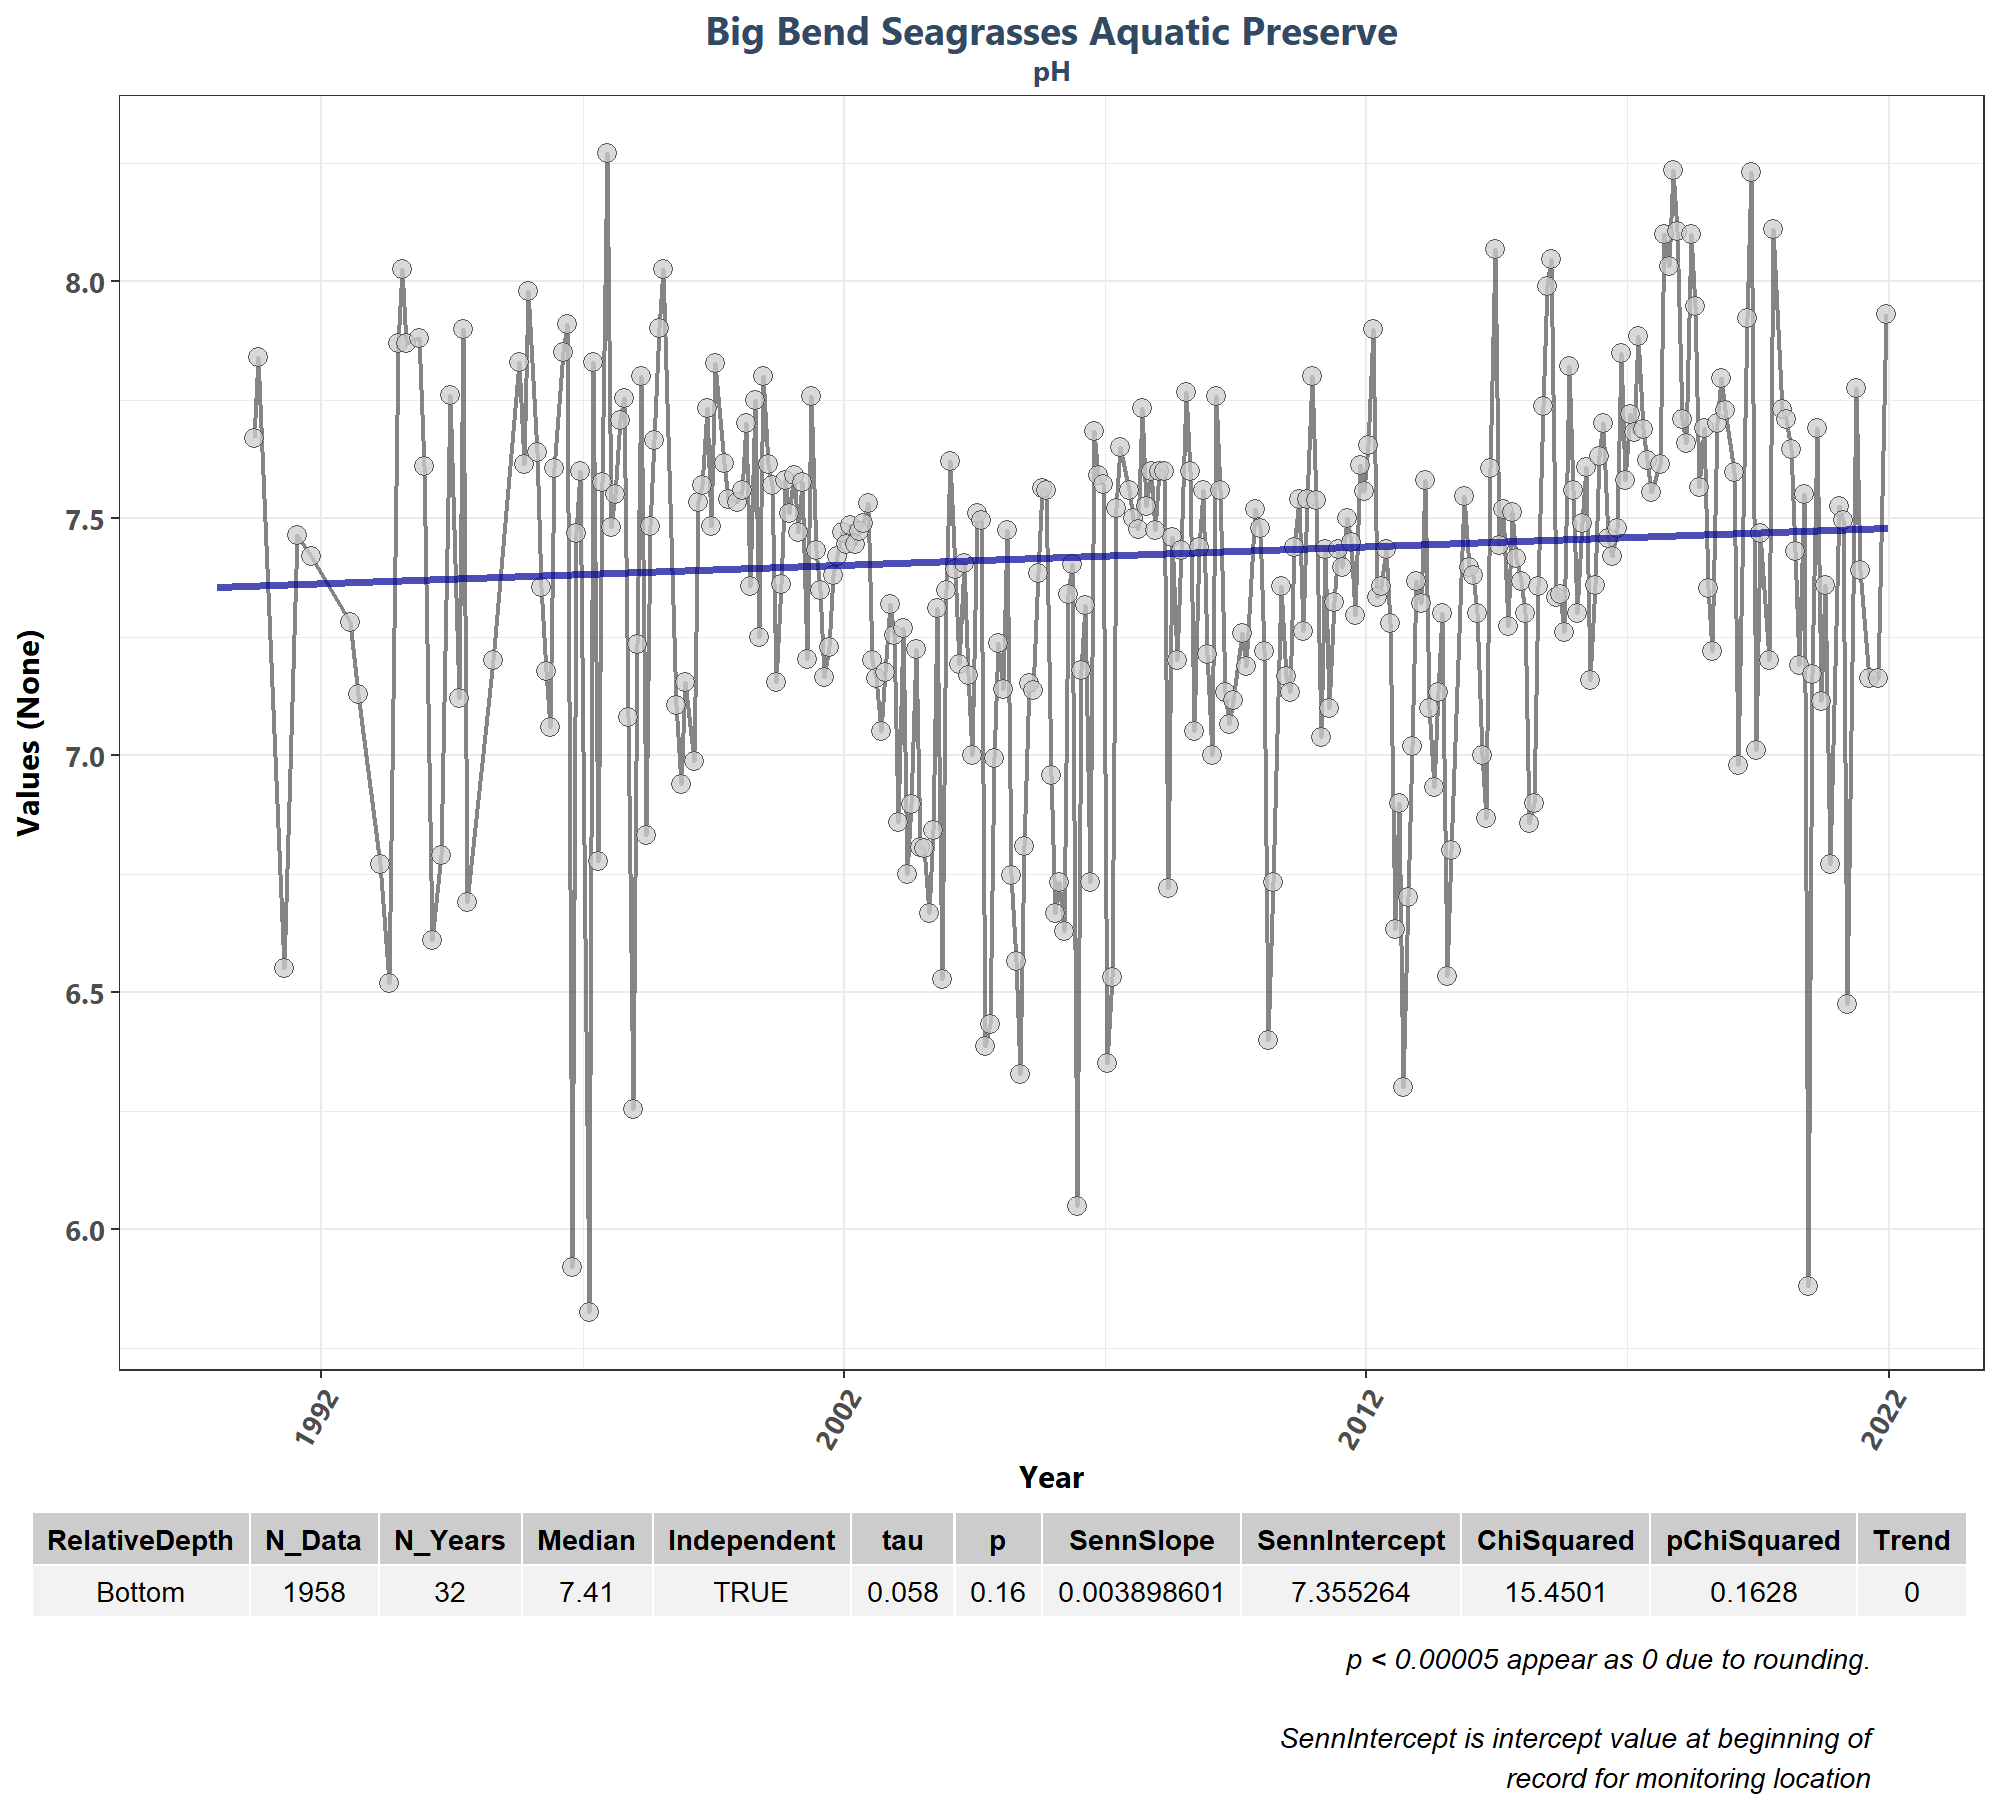 Big Bend Seagrasses Aquatic Preserve
pH
Values (None)
8.0
7.5
7.0
6.5
6.0
1992 2002 2012 2022
Year
RelativeDepth N_Data N_Years Median Independent tau p SennSlope SennIntercept ChiSquared pChiSquared Trend
Bottom 1958 32 7.41 TRUE 0.058 0.16 0.003898601 7.355264 15.4501 0.1628 0
p < 0.00005 appear as 0 due to rounding.
SennIntercept is intercept value at beginning of
record for monitoring location